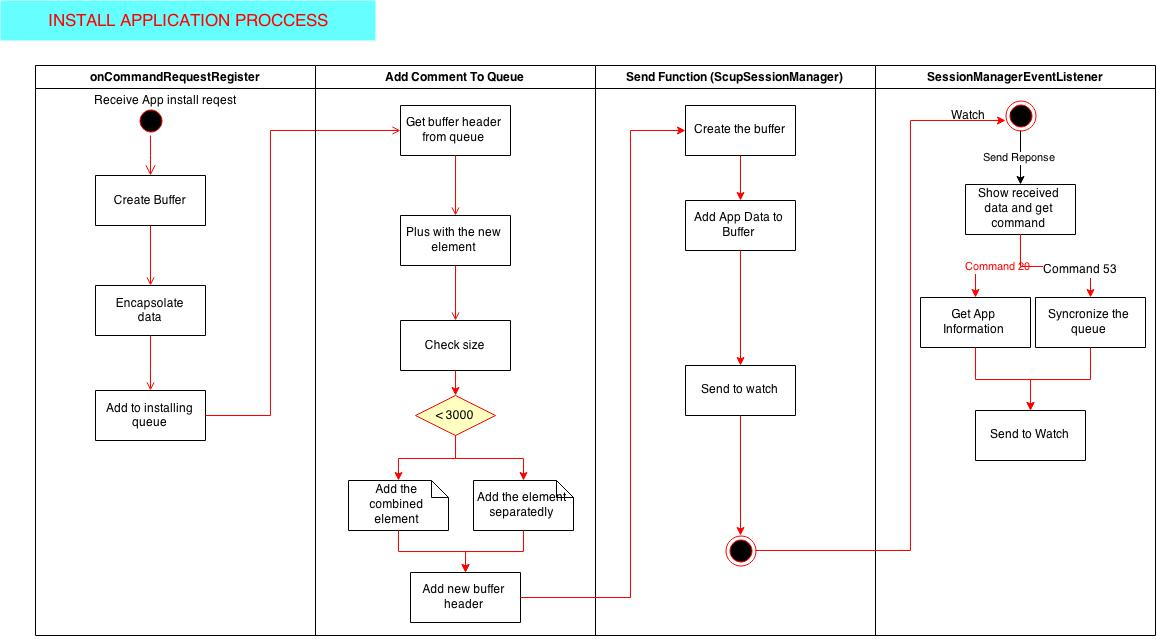 INSTALL APPLICATION PROCCESS
onCommandRequestRegister
Receive App install reqest
Create Buffer
Encapsolate
data
Add to installing
queue
Add Comment To Queue
Get buffer header
from queue
Plus with the new
element
Check size
< 3000
Add the
combined
element
Add the element
separatedly
Add new buffer
header
Send Function (ScupSessionManager)
Create the buffer
Add App Data to
Buffer
Send to watch
SessionManagerEventListener
Watch
Send Reponse
Show received
data and get
command
Command 20
Command 53
Get App
Information
Syncronize the
queue
Send to Watch